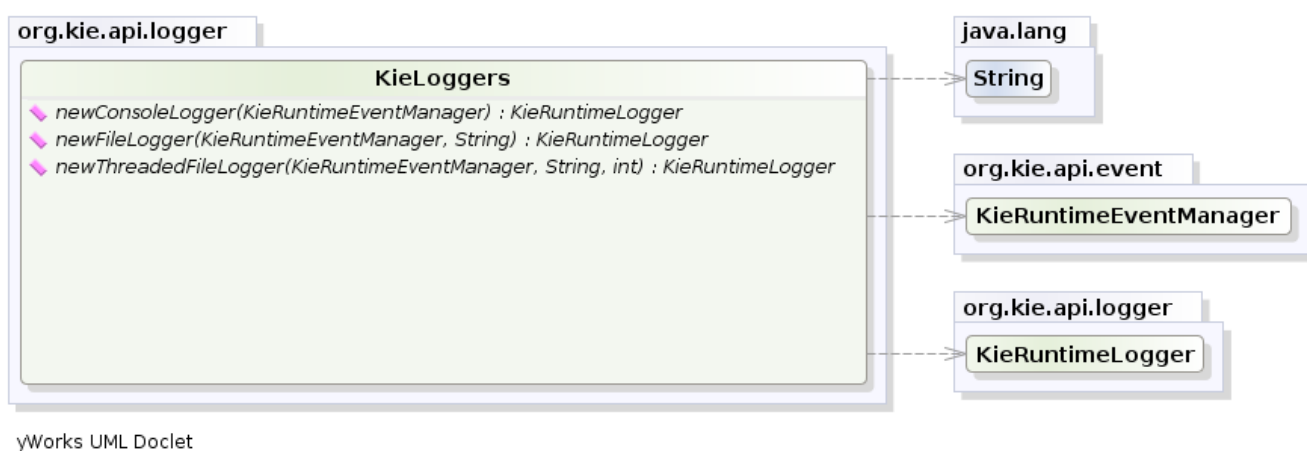 org.kie.api.logger
KieLoggers
newConsoleLogger(KieRuntimeEventManager) : KieRuntimeLogger
newFileLogger(KieRuntimeEventManager, String) : KieRuntimeLogger
newThreadedFileLogger(KieRuntimeEventManager, String, int) : KieRuntimeLogger
java.lang
String
org.kie.api.event
KieRuntimeEventManager
org.kie.api.logger
KieRuntimeLogger
yWorks UML Doclet